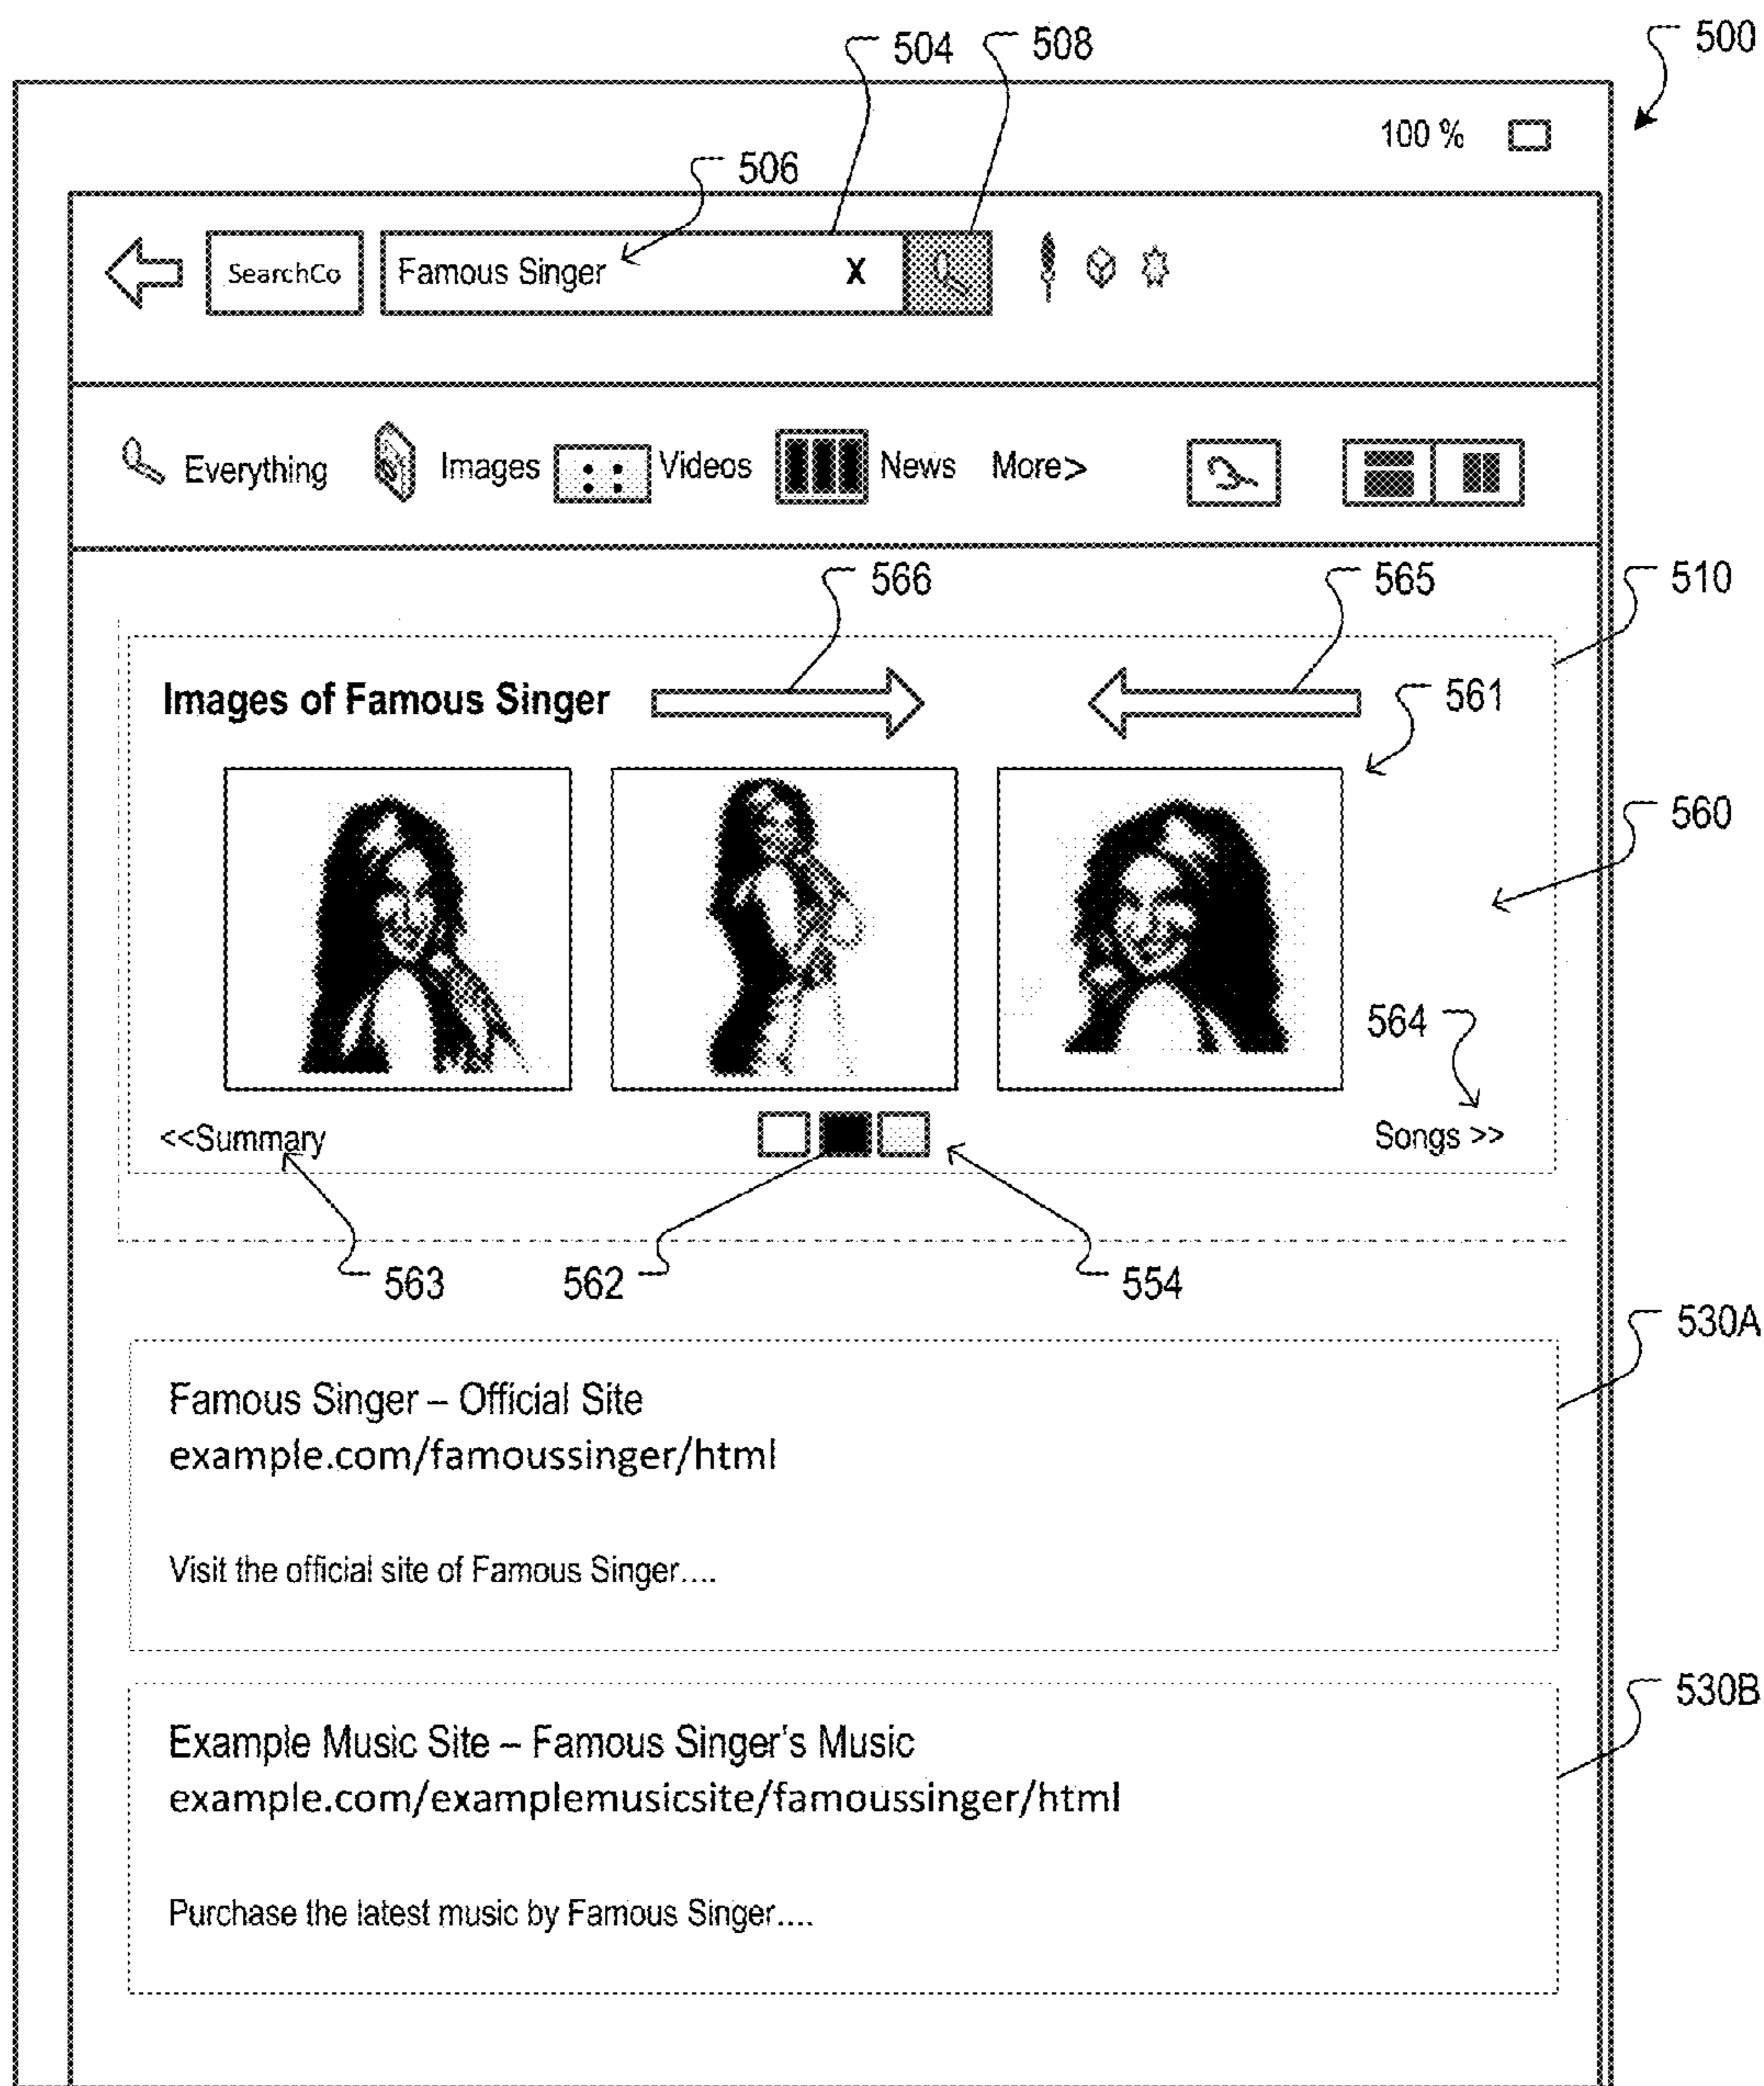 504 508 500
100 %
506
SearchCo Famous Singer X
Everything Images Videos News More>
566 565 510
Images of Famous Singer
561
560
564
<<Summary Songs >>
563 562 554
530A
Famous Singer – Official Site
example.com/famoussinger/html
Visit the official site of Famous Singer....
530B
Example Music Site – Famous Singer's Music
example.com/examplemusicsite/famoussinger/html
Purchase the latest music by Famous Singer....